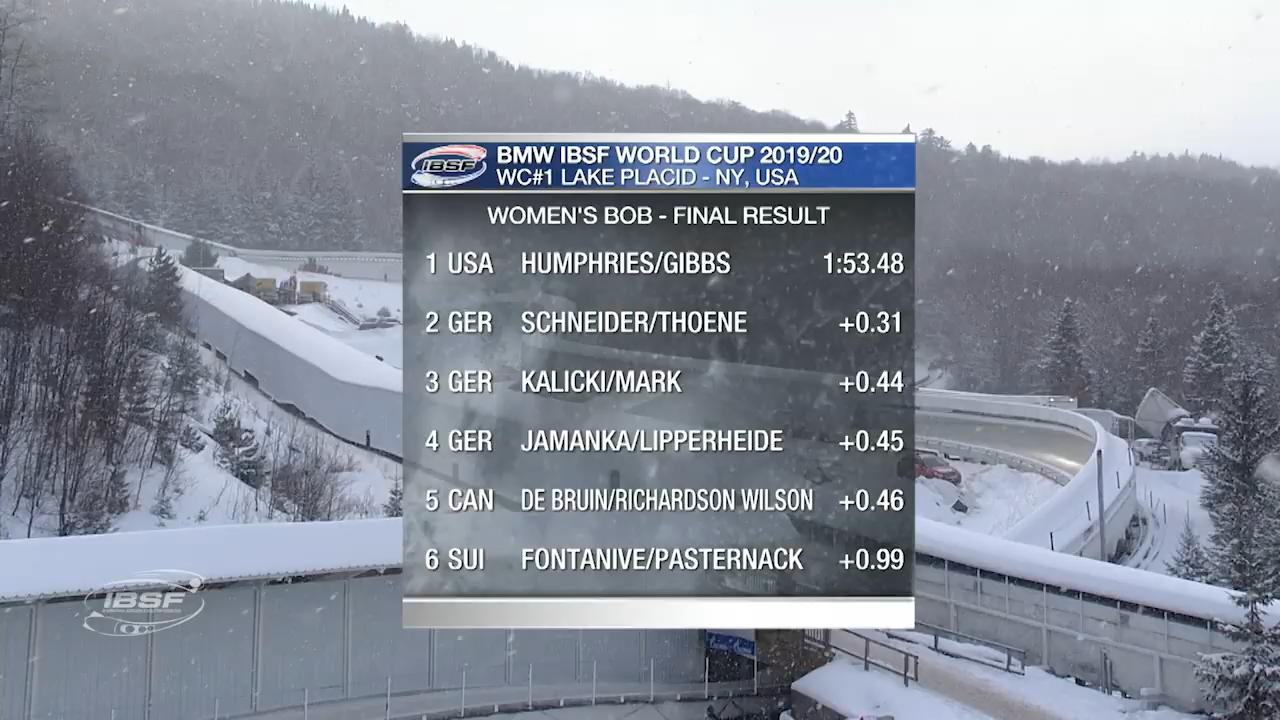 IBSF
BMW IBSF WORLD CUP 2019/20
WC#1 LAKE PLACID - NY, USA
WOMEN'S BOB - FINAL RESULT
1 USA HUMPHRIES/GIBBS 1:53.48
2 GER SCHNEIDER/THOENE +0.31
3 GER KALICKI/MARK +0.44
4 GER JAMANKA/LIPPERHEIDE +0.45
5 CAN DE BRUIN/RICHARDSON WILSON +0.46
6 SUI FONTANIVE/PASTERNACK +0.99
IBSF